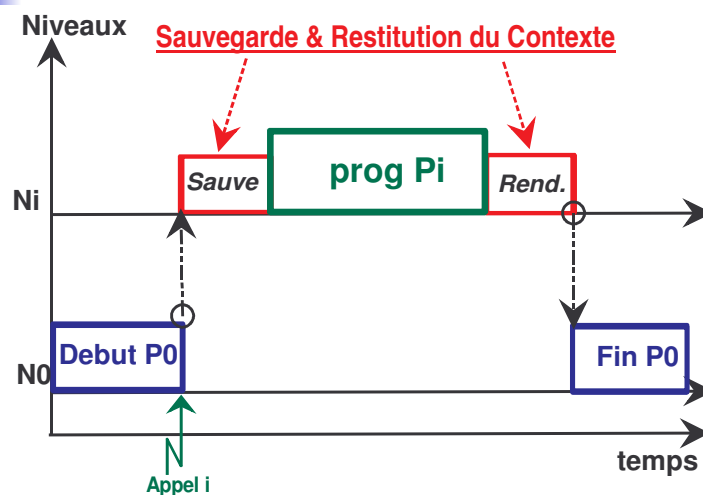 Niveaux
Sauvegarde & Restitution du Contexte
Sauve
prog Pi
Rend.
Ni
Debut P0
Fin P0
N0
temps
Appel i